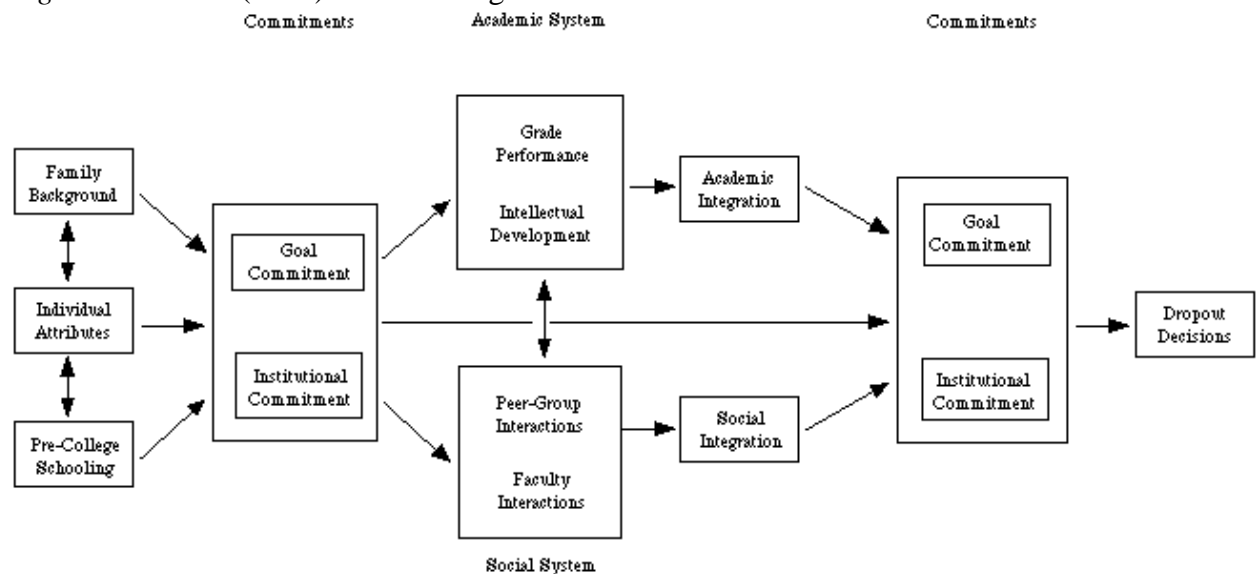 Commitments
Academic System
Commitments
Family
Background
Individual
Attributes
Pre-College
Schooling
Goal
Commitment
Institutional
Commitment
Grade
Performance
Intellectual
Development
Peer-Group
Interactions
Faculty
Interactions
Social System
Academic
Integration
Social
Integration
Goal
Commitment
Institutional
Commitment
Dropout
Decisions